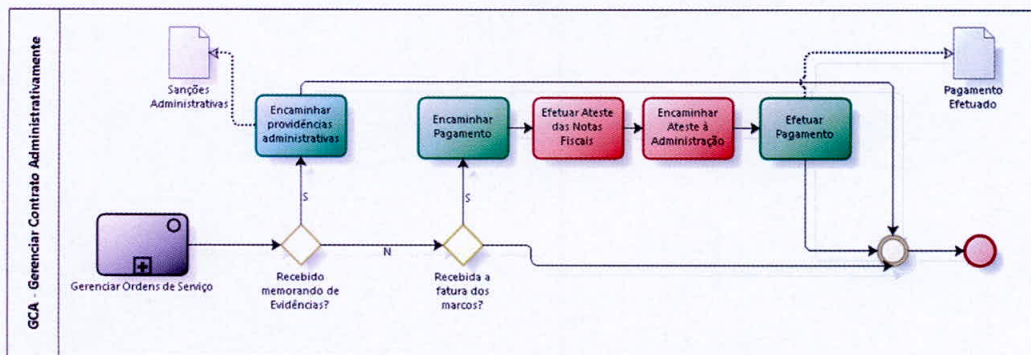 GCA - Gerenciar Contrato Administrativamente
Sanções
Administrativas
Encaminhar
providências
administrativas
Encaminhar
Pagamento
Efetuar Ateste
das Notas
Fiscais
Encaminhar
Ateste à
Administração
Efetuar
Pagamento
Pagamento
Efetuado
S
S
N
Gerenciar Ordens de Serviço
Recebido
memorando de
Evidências?
Recebida a
fatura dos
marcos?